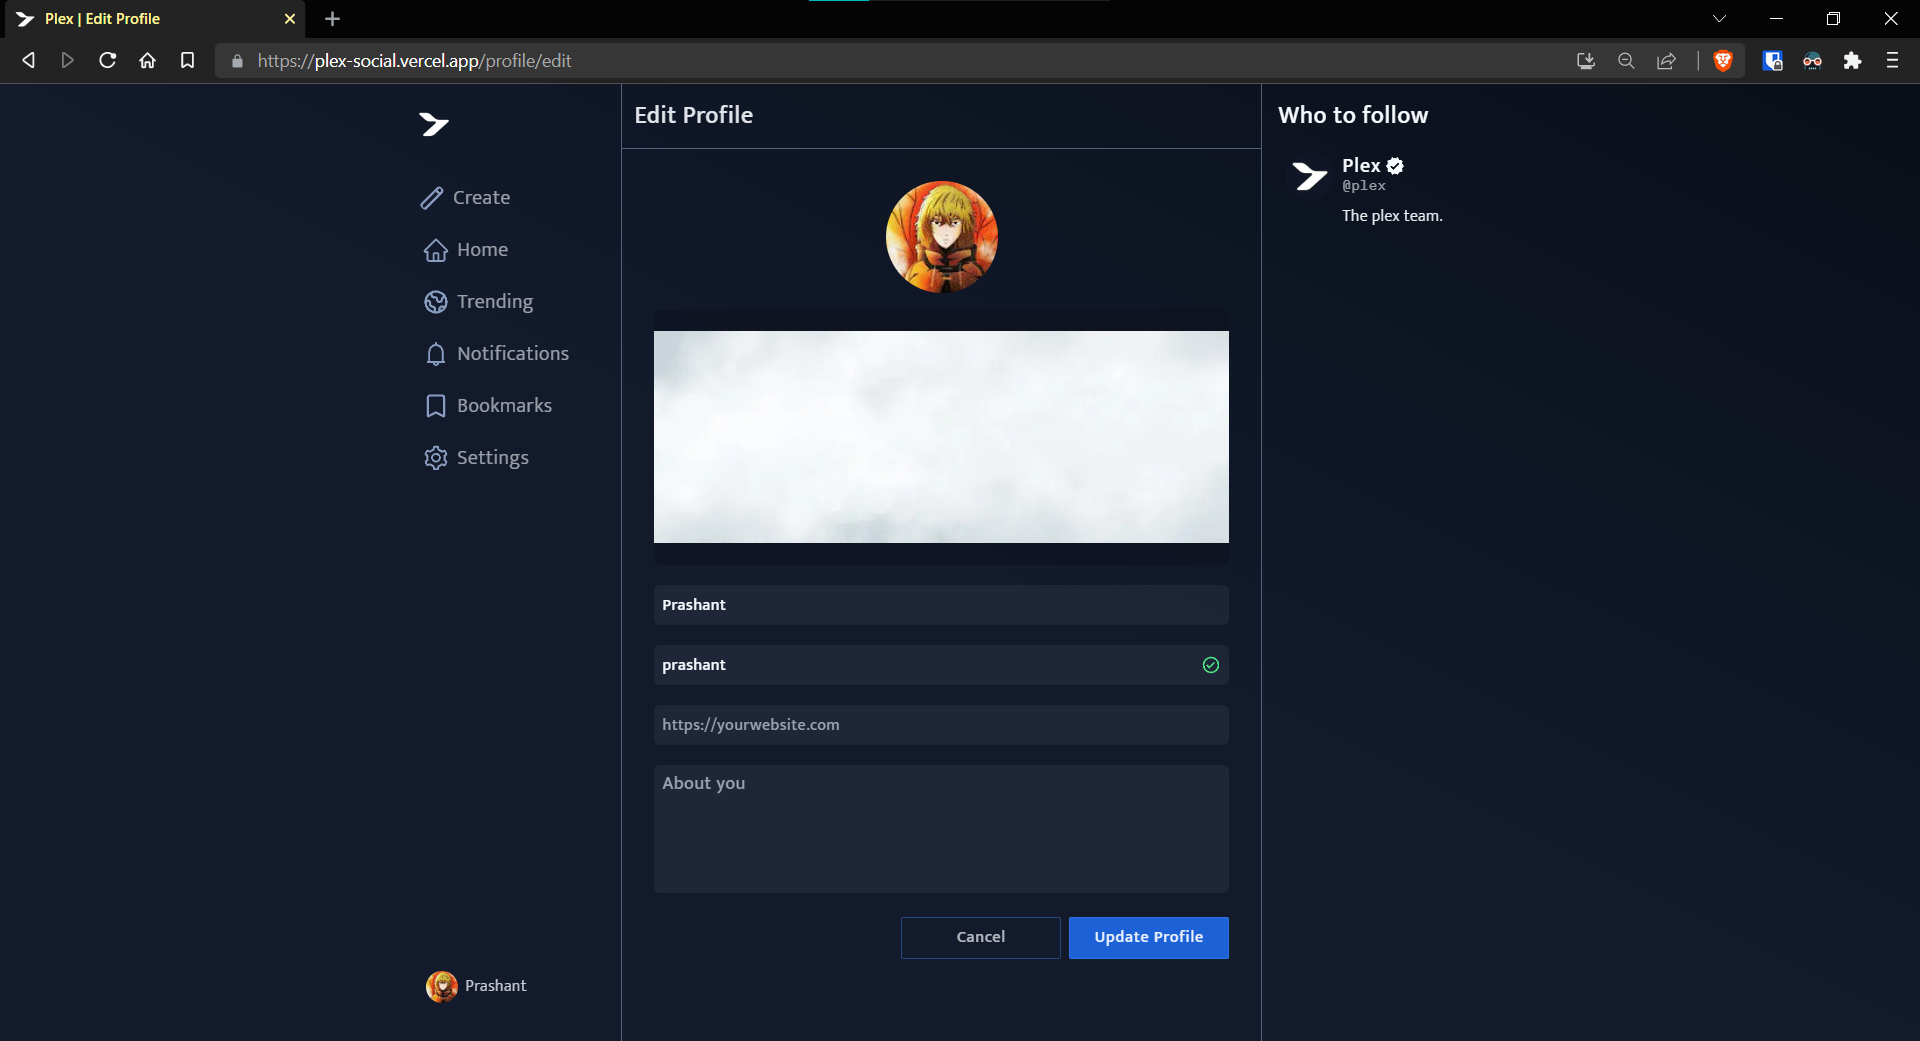 Plex | Edit Profile
https://plex-social.vercel.app/profile/edit
Create
Home
Trending
Notifications
Bookmarks
Settings
Prashant
Edit Profile
Prashant
prashant
https://yourwebsite.com
About you
Cancel
Update Profile
Who to follow
Plex
@plex
The plex team.